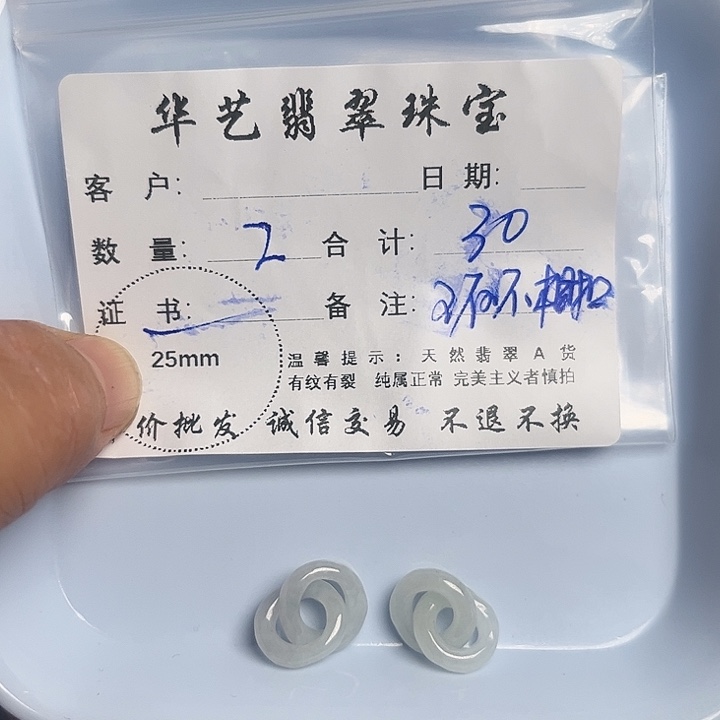 华艺翡翠珠宝
客 户: 日 期:
数 量: 2 合 计: 30
证 书: 备 注: 相扣
25mm 温馨提示:天然翡翠A货
有纹有裂 纯属正常 完美主义者慎拍
价批发 诚信交易 不退不换